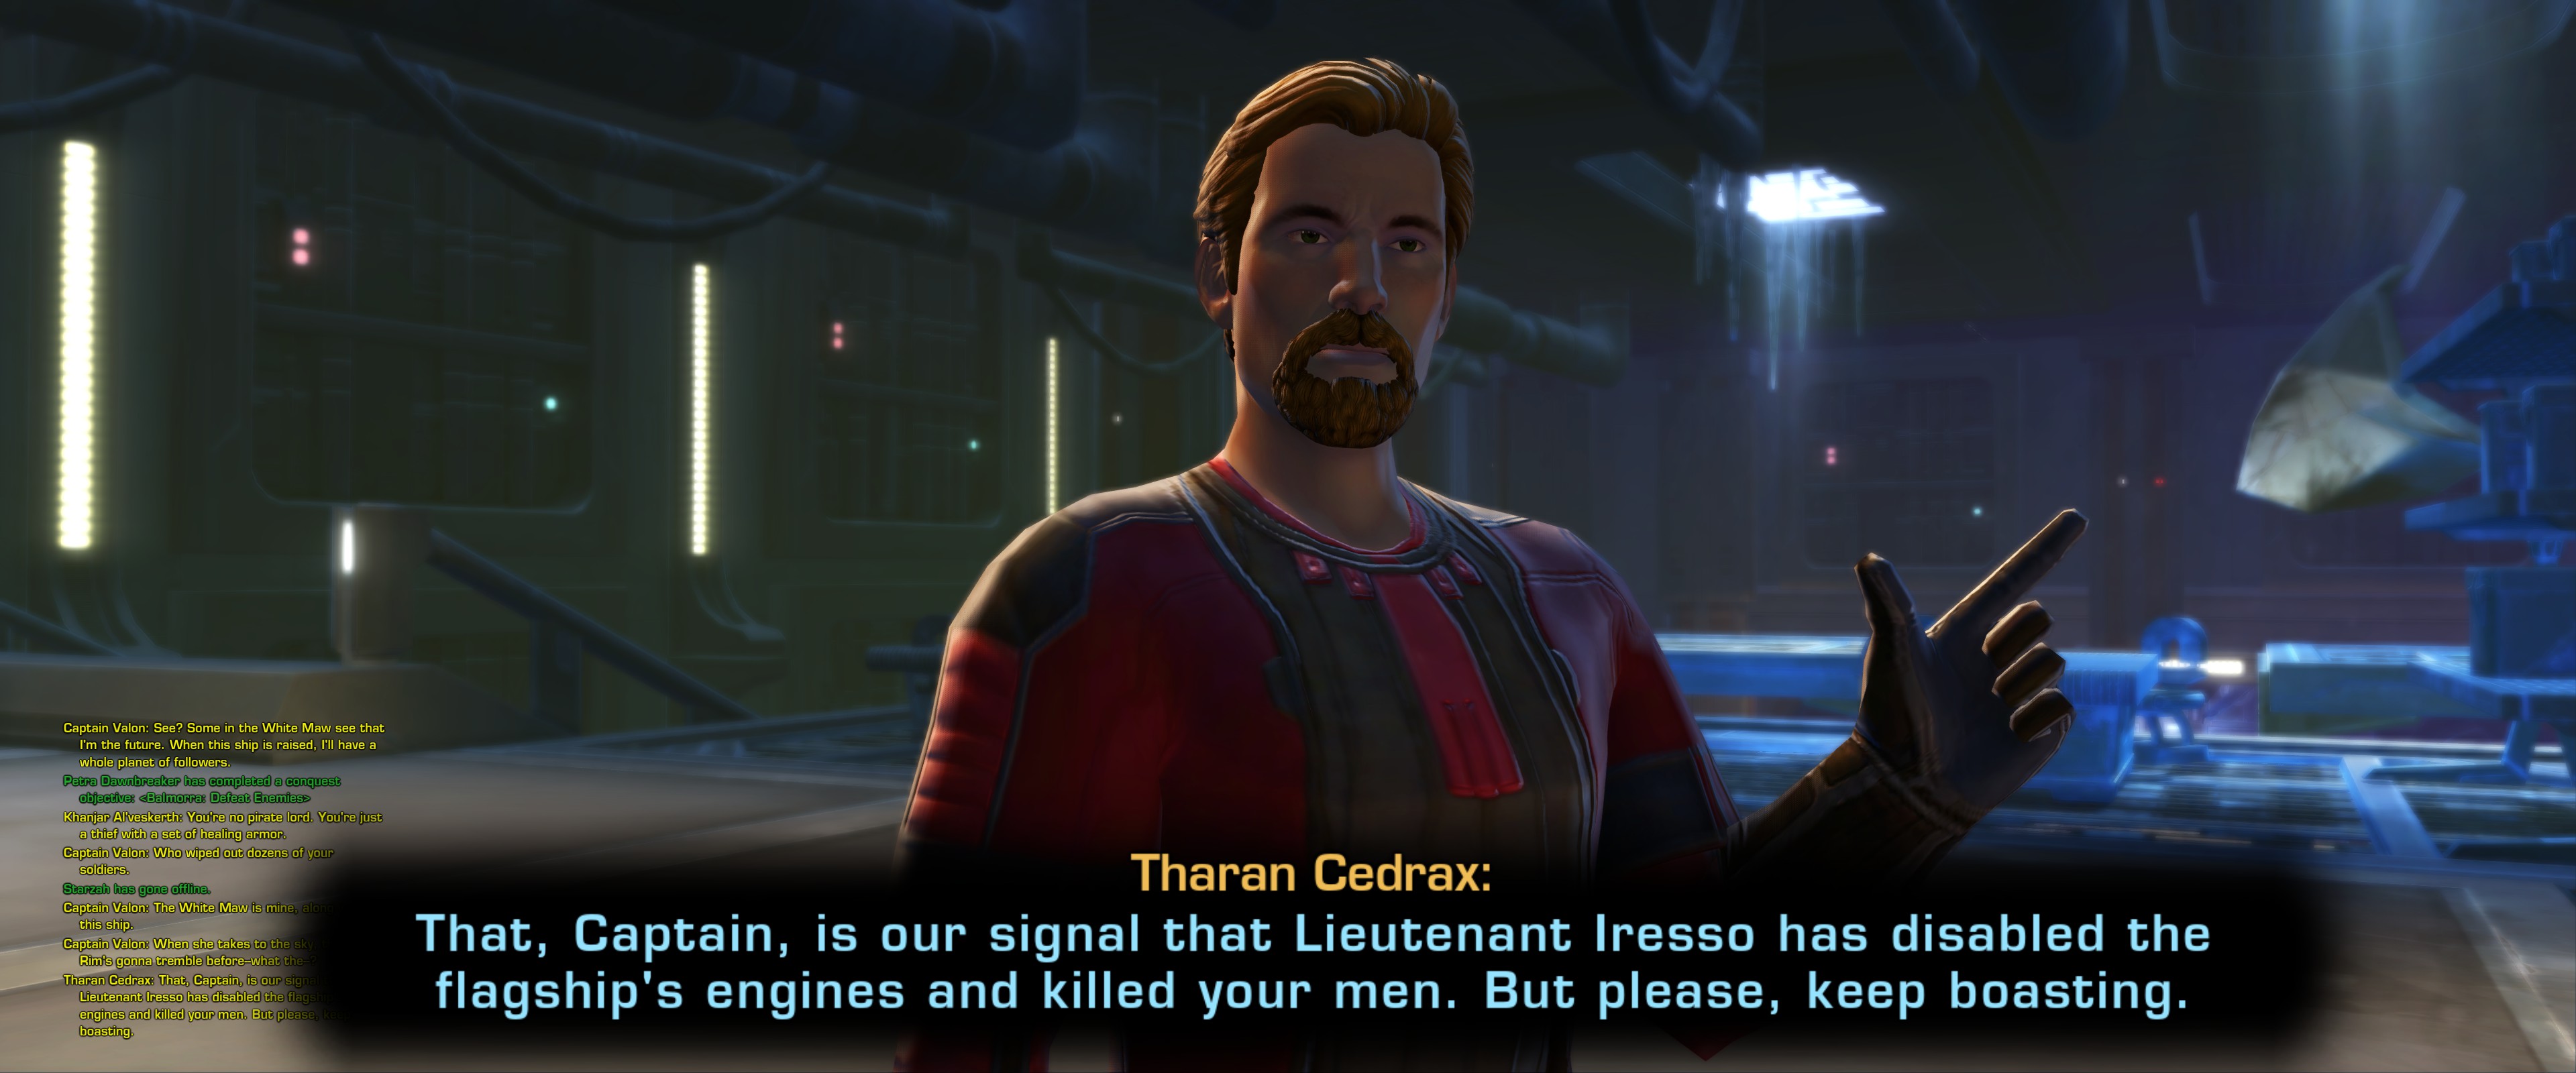 Captain Valon: See? Some in the White Maw see that
I'm the future. When this ship is raised, I'll have a
whole planet of followers.
Petra Dawnbreaker has completed a conquest
objective: <Balmorra: Defeat Enemies>
Khanjar Al'veskerth: You're no pirate lord. You're just
a thief with a set of healing armor.
Captain Valon: Who wiped out dozens of your
soldiers.
Starzah has gone offline.
Captain Valon: The White Maw is mine, along
this ship.
Captain Valon: When she takes to the sky
Rim's gonna tremble before–what the–?
Tharan Cedrax: That, Captain, is our signal
Lieutenant Iresso has disabled the flagship's
engines and killed your men. But please, keep
boasting.
Tharan Cedrax:
That, Captain, is our signal that Lieutenant Iresso has disabled the
flagship's engines and killed your men. But please, keep boasting.